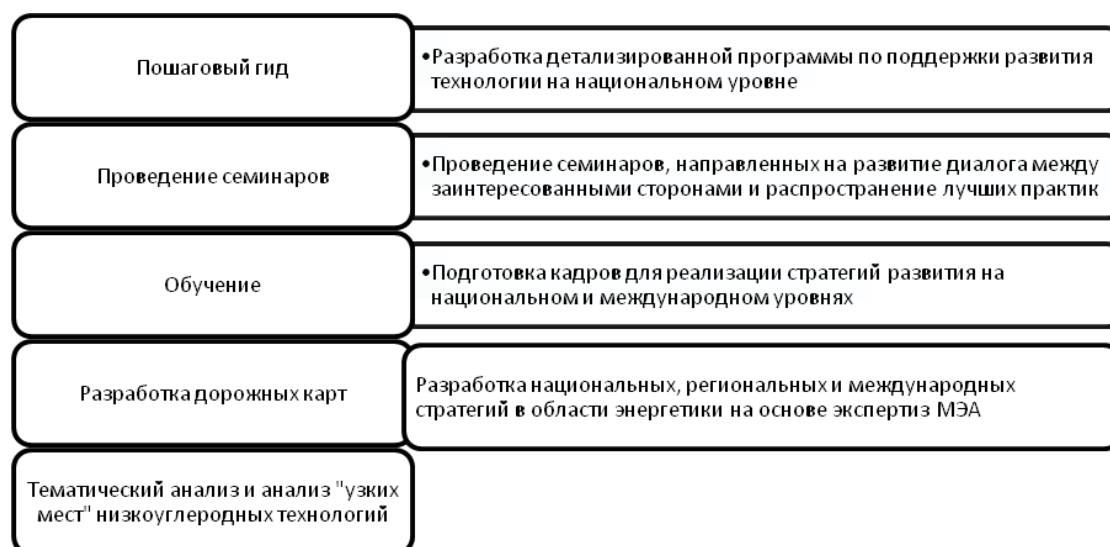 Пошаговый гид
•Разработка детализированной программы по поддержки развития
технологии на национальном уровне
Проведение семинаров
•Проведение семинаров, направленных на развитие диалога между
заинтересованными сторонами и распространение лучших практик
Обучение
•Подготовка кадров для реализации стратегий развития на
национальном и международном уровнях
Разработка дорожных карт
Разработка национальных, региональных и международных
стратегий в области энергетики на основе экспертиз МЭА
Тематический анализ и анализ "узких
мест" низкоуглеродных технологий